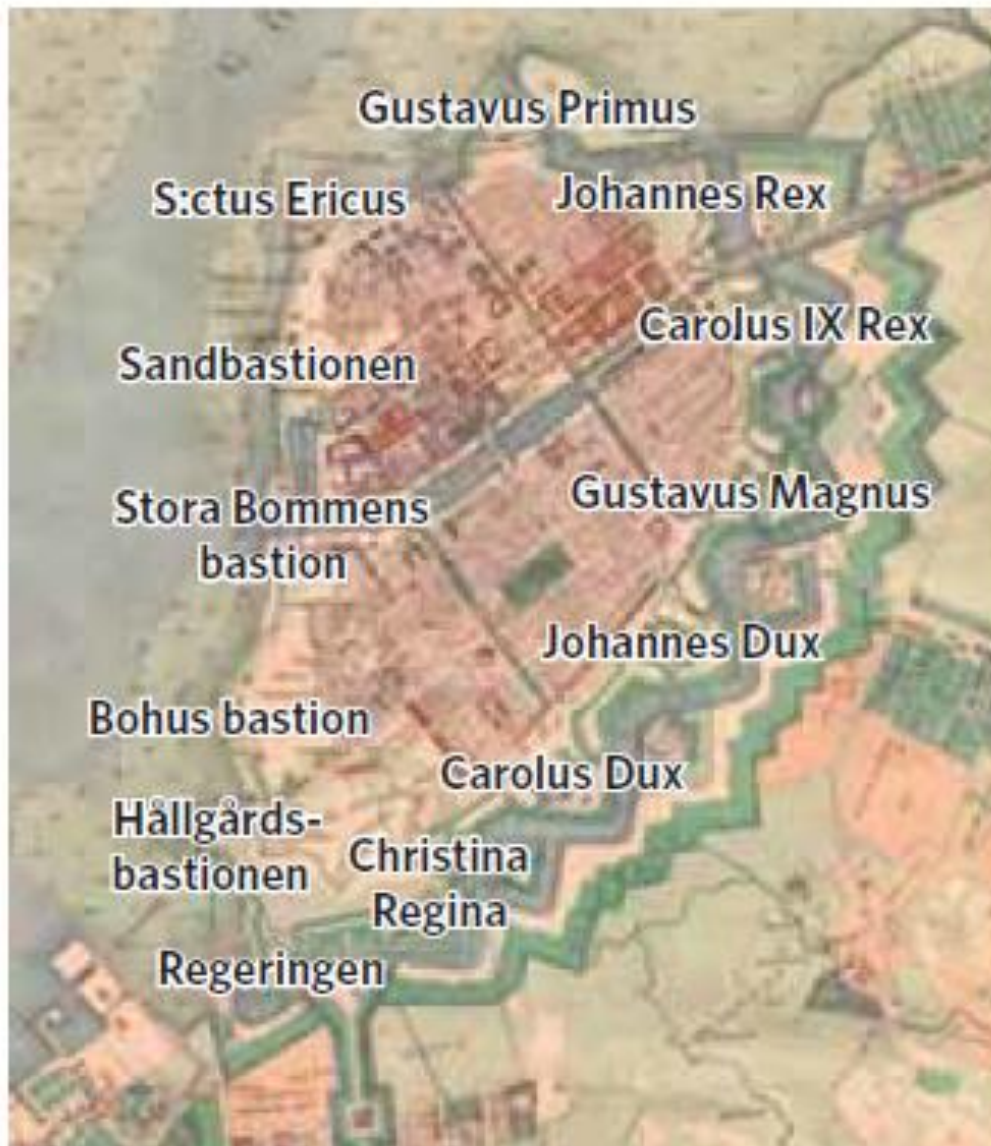 Gustavus Primus
S:ctus Ericus
Johannes Rex
Carolus IX Rex
Sandbastionen
Gustavus Magnus
Stora Bommens
bastion
Johannes Dux
Bohus bastion
Carolus Dux
Hållgårds-
bastionen
Christina
Regina
Regeringen